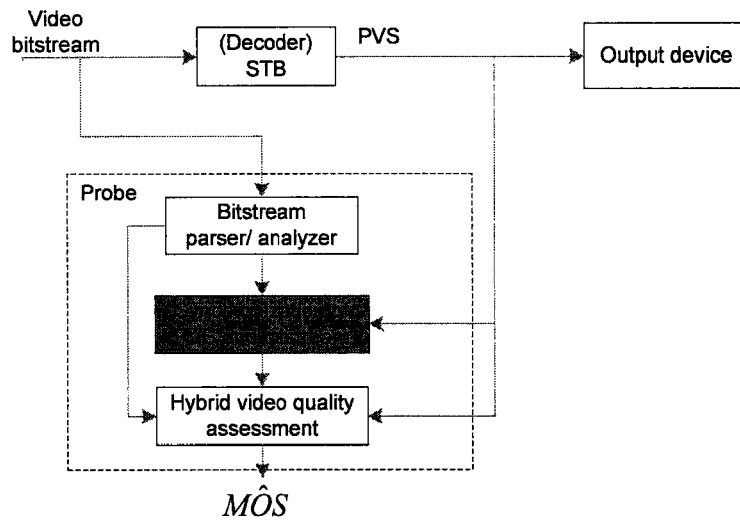 Video
bitstream
(Decoder)
STB
PVS
Output device
Probe
Bitstream
parser/ analyzer
Hybrid video quality
assessment
MÔS